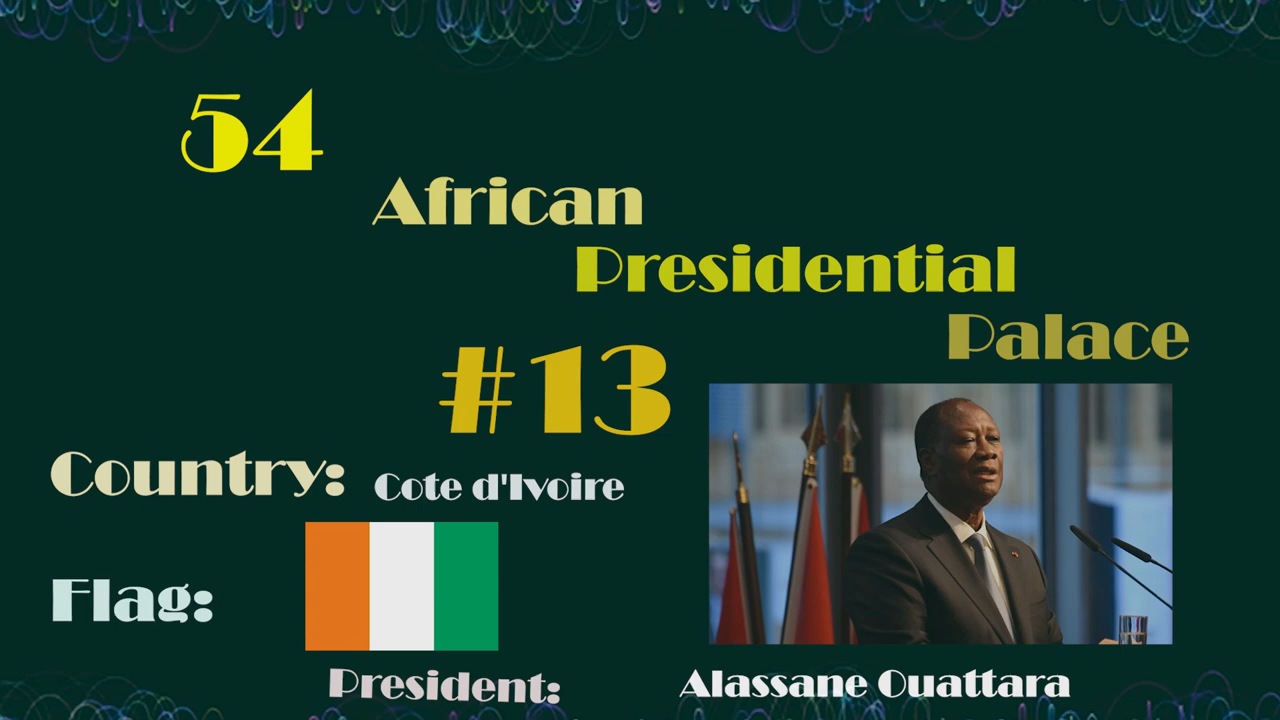 54
African
Presidential
Palace
#13
Country: Cote d'Ivoire
Flag:
President: Alassane Ouattara